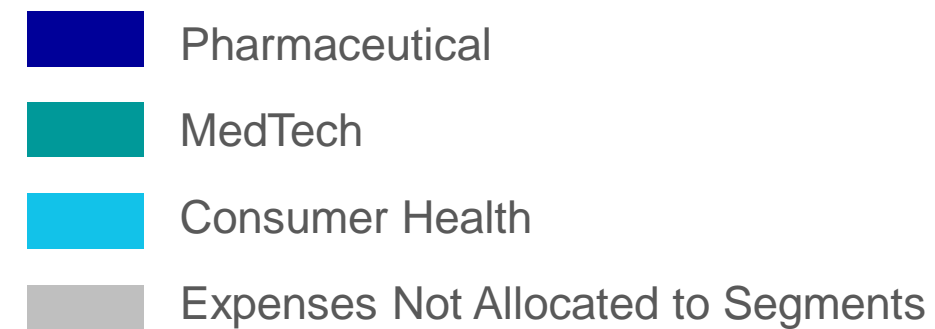 Pharmaceutical
MedTech
Consumer Health
Expenses Not Allocated to Segments